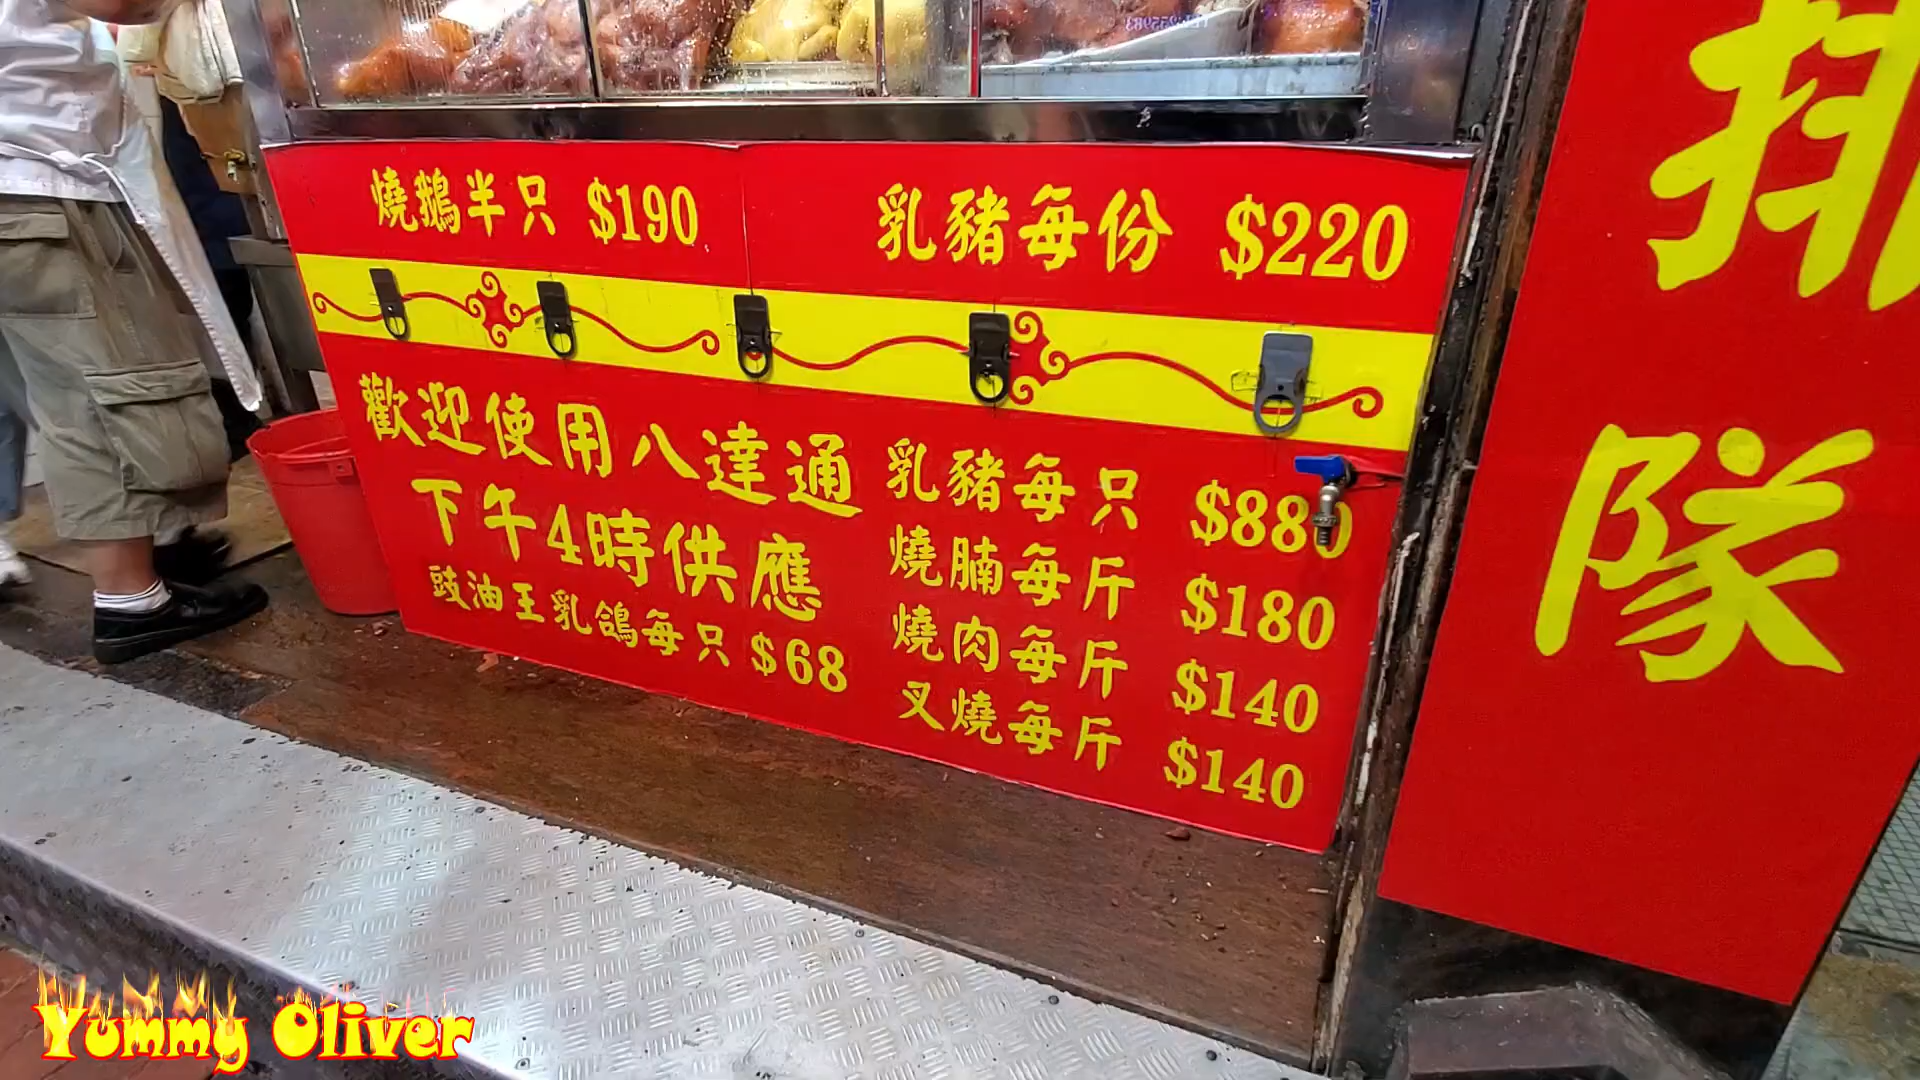 燒鵝半只 $190
乳豬每份 $220
歡迎使用八達通
下午4時供應
豉油王乳鴿每只 $68
乳豬每只 $880
燒腩每斤 $180
燒肉每斤 $140
叉燒每斤 $140
排
隊
Yummy Oliver